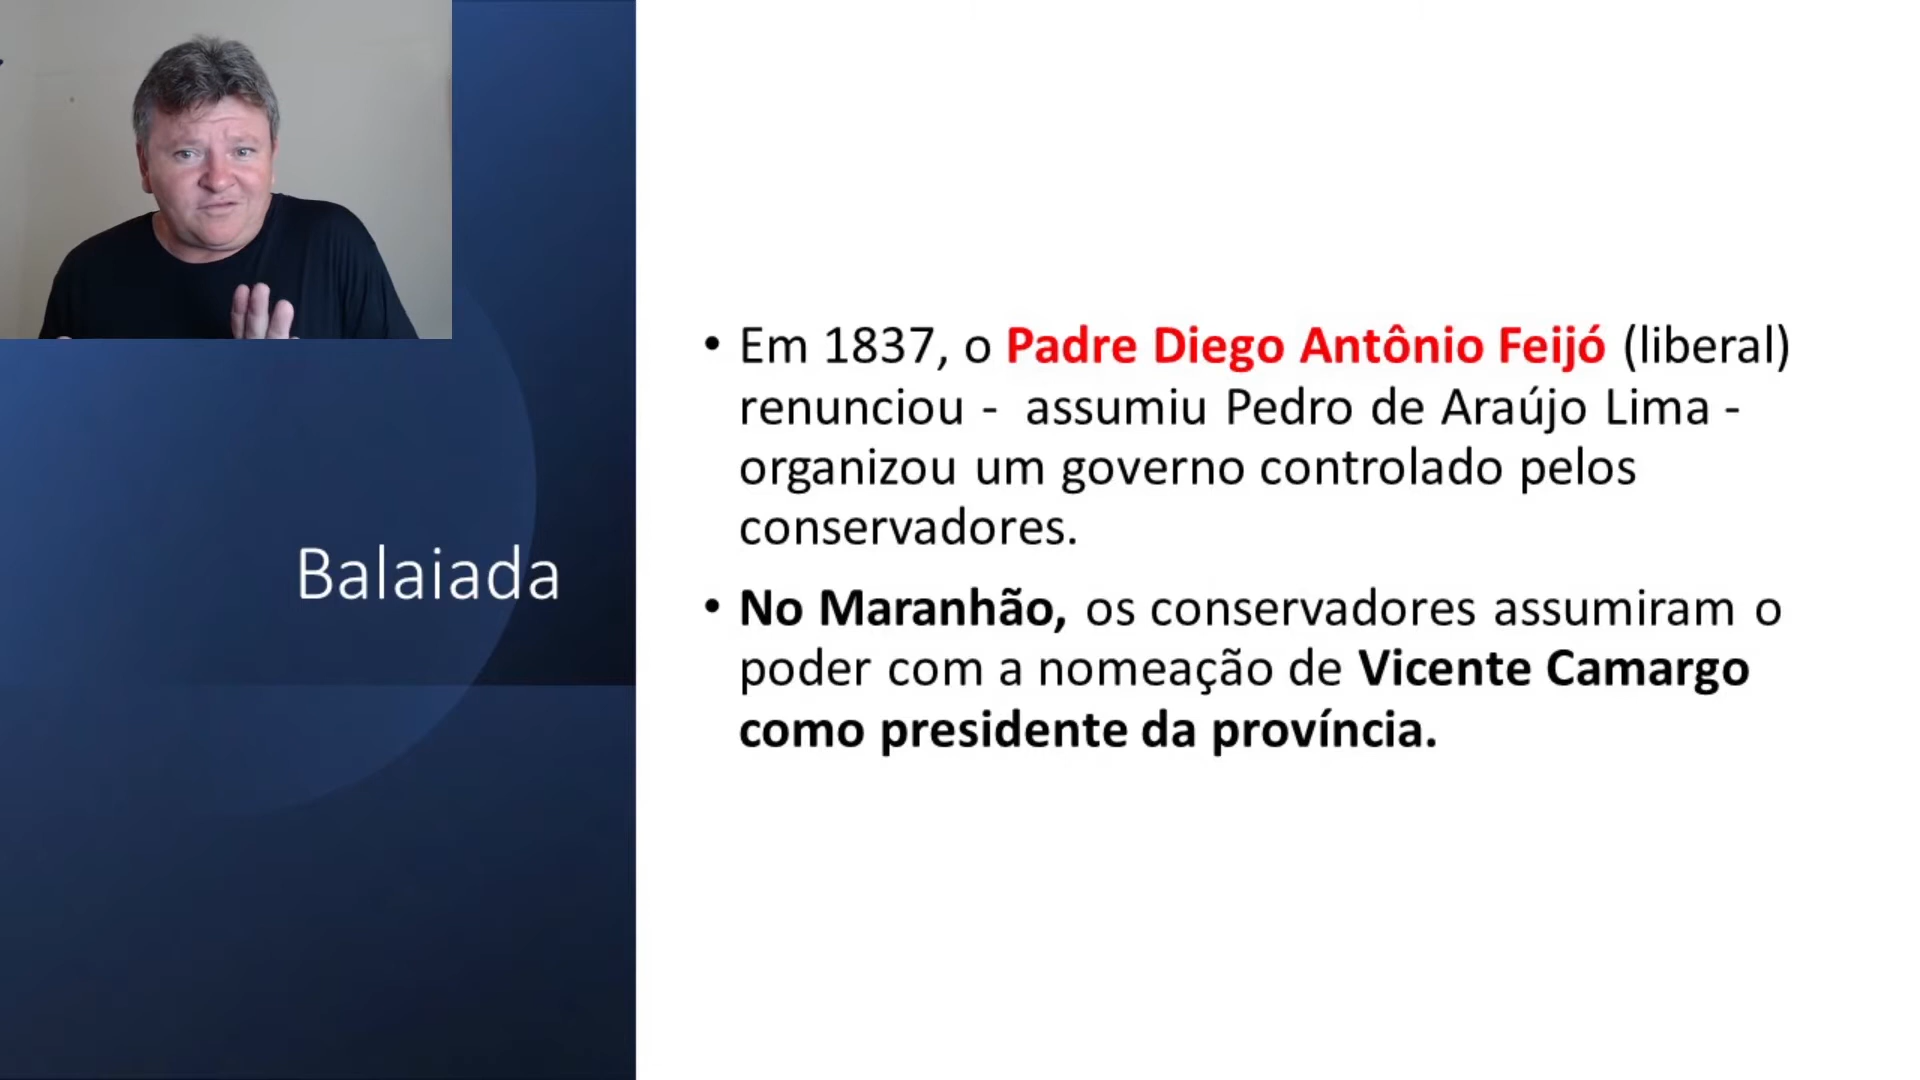 Balaiada
• Em 1837, o Padre Diego Antônio Feijó (liberal)
renunciou - assumiu Pedro de Araújo Lima -
organizou um governo controlado pelos
conservadores.
• No Maranhão, os conservadores assumiram o
poder com a nomeação de Vicente Camargo
como presidente da província.